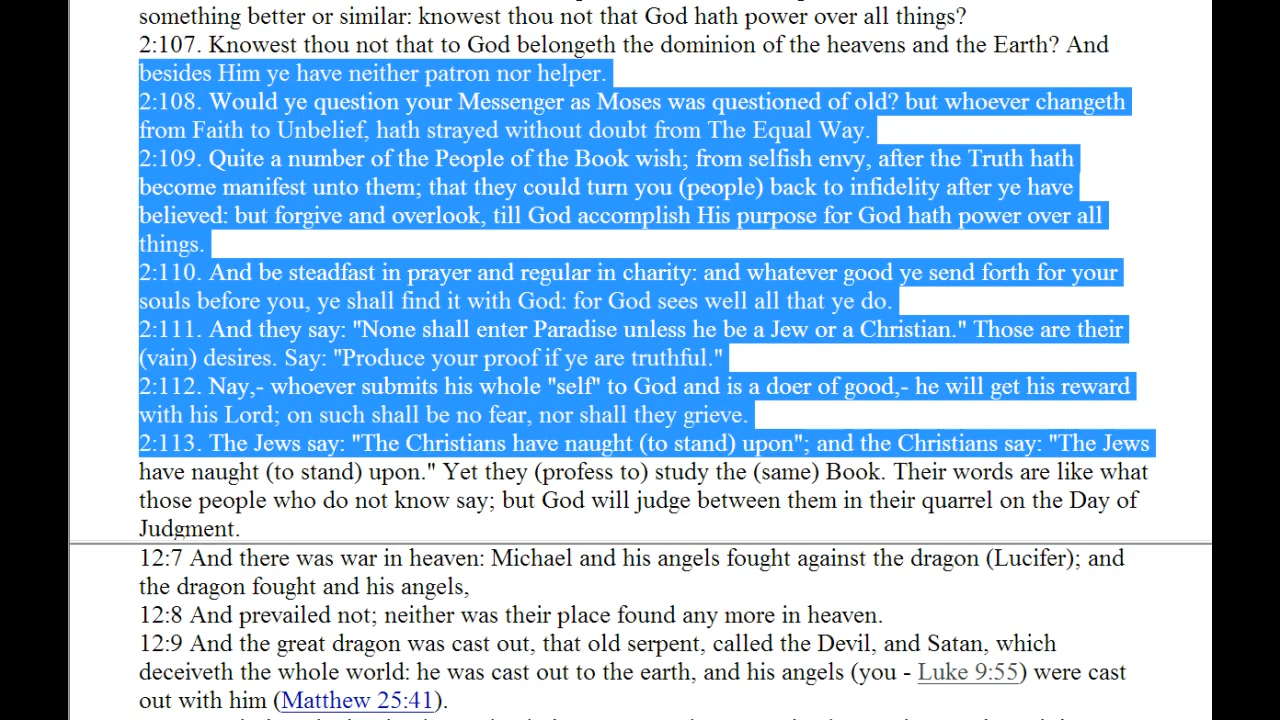 something better or similar: knowest thou not that God hath power over all things?
2:107. Knowest thou not that to God belongeth the dominion of the heavens and the Earth? And
besides Him ye have neither patron nor helper.
2:108. Would ye question your Messenger as Moses was questioned of old? but whoever changeth
from Faith to Unbelief, hath strayed without doubt from The Equal Way.
2:109. Quite a number of the People of the Book wish; from selfish envy, after the Truth hath
become manifest unto them; that they could turn you (people) back to infidelity after ye have
believed: but forgive and overlook, till God accomplish His purpose for God hath power over all
things.
2:110. And be steadfast in prayer and regular in charity: and whatever good ye send forth for your
souls before you, ye shall find it with God: for God sees well all that ye do.
2:111. And they say: "None shall enter Paradise unless he be a Jew or a Christian." Those are their
(vain) desires. Say: "Produce your proof if ye are truthful."
2:112. Nay,- whoever submits his whole "self" to God and is a doer of good,- he will get his reward
with his Lord; on such shall be no fear, nor shall they grieve.
2:113. The Jews say: "The Christians have naught (to stand) upon"; and the Christians say: "The Jews
have naught (to stand) upon." Yet they (profess to) study the (same) Book. Their words are like what
those people who do not know say; but God will judge between them in their quarrel on the Day of
Judgment.
12:7 And there was war in heaven: Michael and his angels fought against the dragon (Lucifer); and
the dragon fought and his angels,
12:8 And prevailed not; neither was their place found any more in heaven.
12:9 And the great dragon was cast out, that old serpent, called the Devil, and Satan, which
deceiveth the whole world: he was cast out to the earth, and his angels (you - Luke 9:55) were cast
out with him (Matthew 25:41).